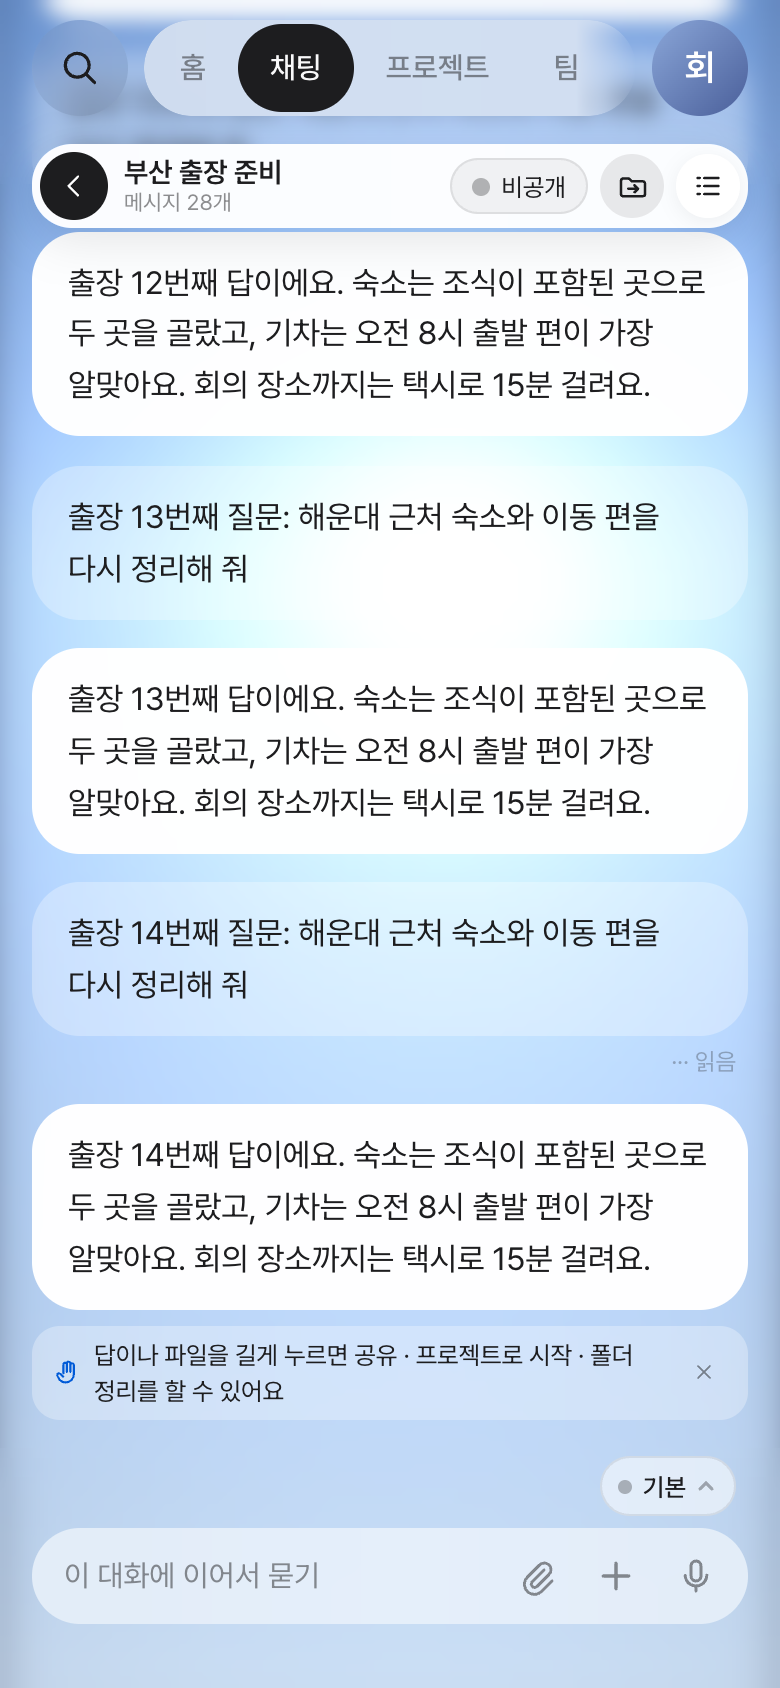 홈 채팅 프로젝트 팀 회
부산 출장 준비
메시지 28개
비공개
출장 12번째 답이에요. 숙소는 조식이 포함된 곳으로
두 곳을 골랐고, 기차는 오전 8시 출발 편이 가장
알맞아요. 회의 장소까지는 택시로 15분 걸려요.
출장 13번째 질문: 해운대 근처 숙소와 이동 편을
다시 정리해 줘
출장 13번째 답이에요. 숙소는 조식이 포함된 곳으로
두 곳을 골랐고, 기차는 오전 8시 출발 편이 가장
알맞아요. 회의 장소까지는 택시로 15분 걸려요.
출장 14번째 질문: 해운대 근처 숙소와 이동 편을
다시 정리해 줘
··· 읽음
출장 14번째 답이에요. 숙소는 조식이 포함된 곳으로
두 곳을 골랐고, 기차는 오전 8시 출발 편이 가장
알맞아요. 회의 장소까지는 택시로 15분 걸려요.
답이나 파일을 길게 누르면 공유 · 프로젝트로 시작 · 폴더
정리를 할 수 있어요
기본
이 대화에 이어서 묻기